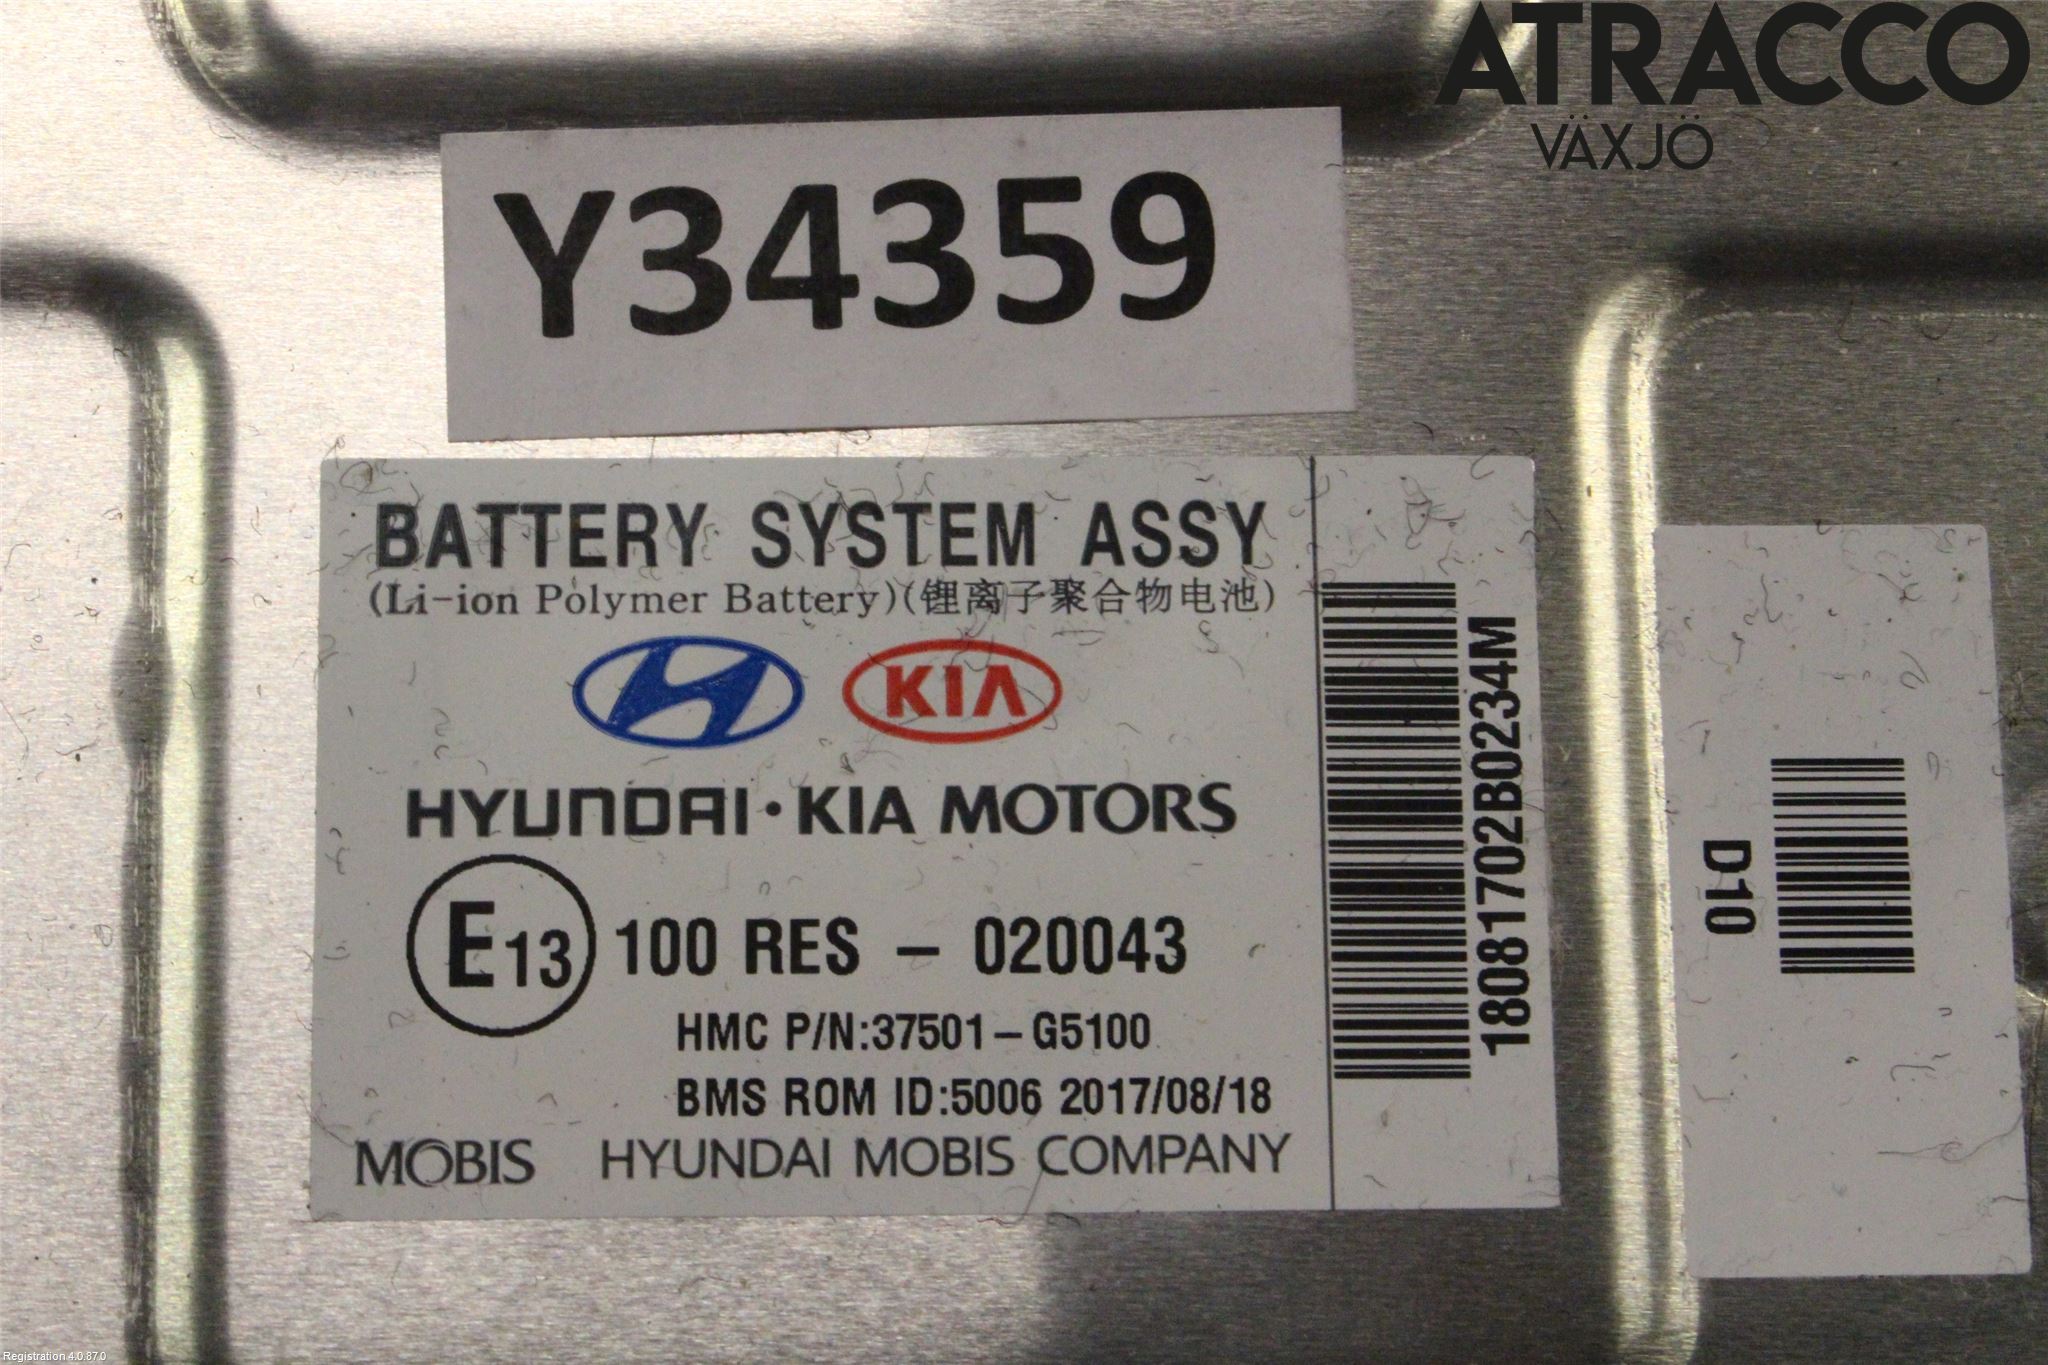 ATRACCO
VÄXJÖ
Y34359
BATTERY SYSTEM ASSY
(Li-ion Polymer Battery)(锂离子聚合物电池)
KIA
HYUNDAI·KIA MOTORS
E13 100 RES – 020043
HMC P/N:37501–G5100
BMS ROM ID:5006 2017/08/18
MOBIS HYUNDAI MOBIS COMPANY
18081702B0234M
D10
Registration 4.0.87.0